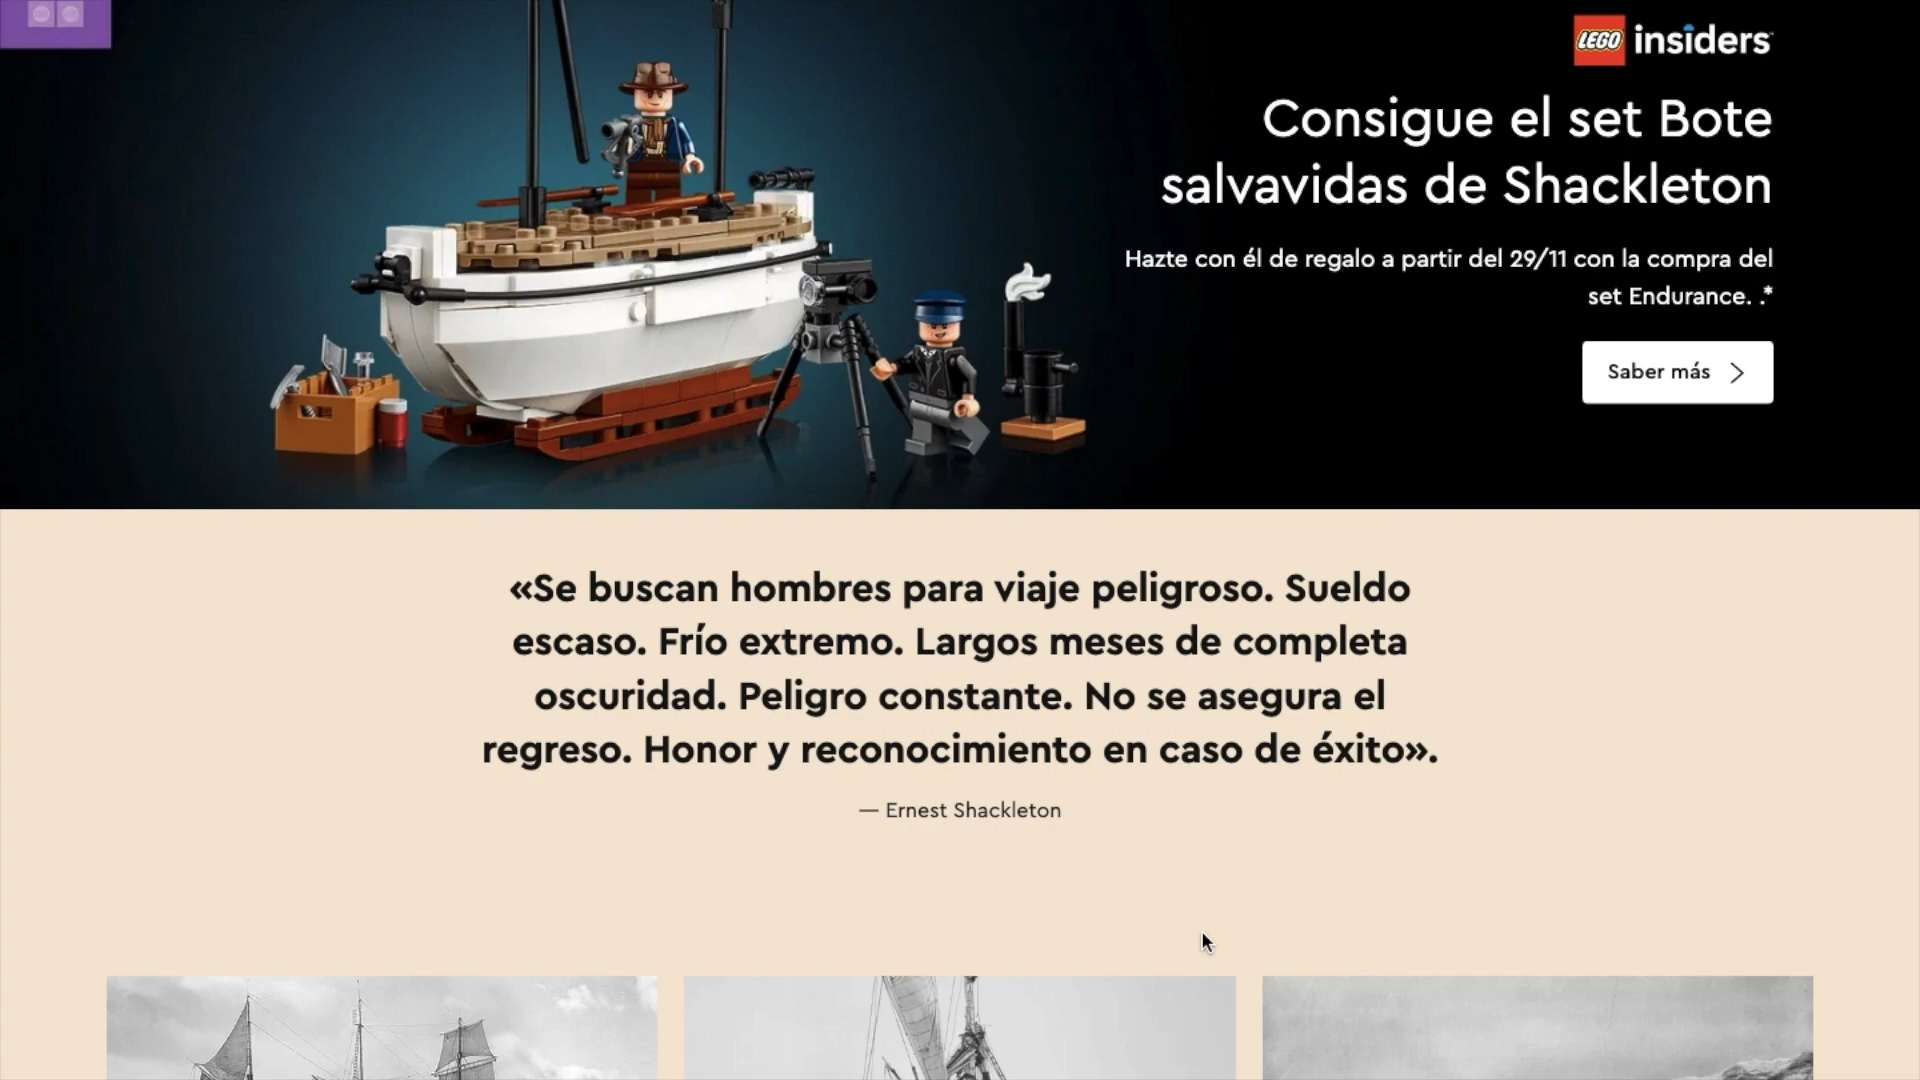 LEGO insiders
Consigue el set Bote
salvavidas de Shackleton
Hazte con él de regalo a partir del 29/11 con la compra del
set Endurance. .*
Saber más
«Se buscan hombres para viaje peligroso. Sueldo
escaso. Frío extremo. Largos meses de completa
oscuridad. Peligro constante. No se asegura el
regreso. Honor y reconocimiento en caso de éxito».
— Ernest Shackleton